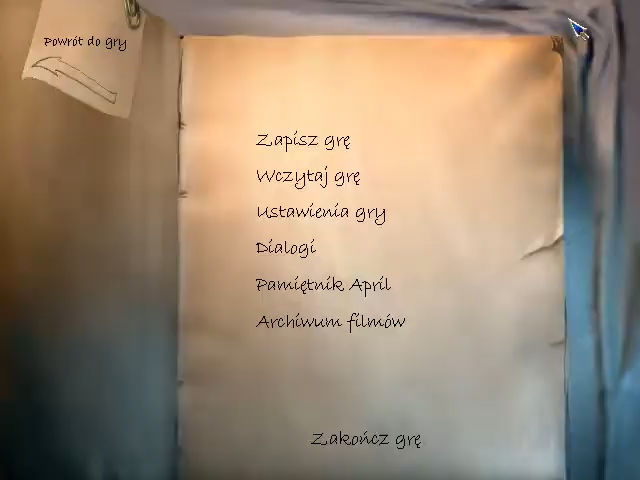 Powrót do gry
Zapisz grę
Wczytaj grę
Ustawienia gry
Dialogi
Pamiętnik April
Archiwum filmów
Zakończ grę